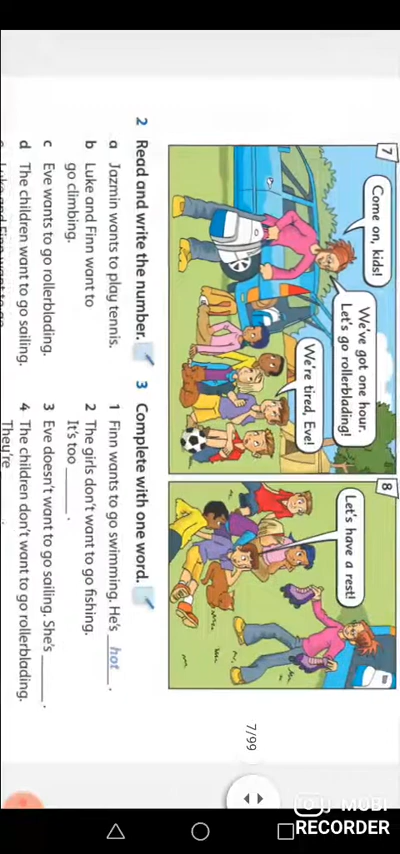 7
Come on, kids!
We've got one hour.
Let's go rollerblading!
We're tired, Eve!
8
Let's have a rest!
2 Read and write the number.
a Jazmin wants to play tennis.
b Luke and Finn want to
go climbing.
c Eve wants to go rollerblading.
d The children want to go sailing.
3 Complete with one word.
1 Finn wants to go swimming. He's hot.
2 The girls don't want to go fishing.
It's too ______.
3 Eve doesn't want to go sailing. She's ______.
4 The children don't want to go rollerblading.
They're
7/99
MOBI
RECORDER